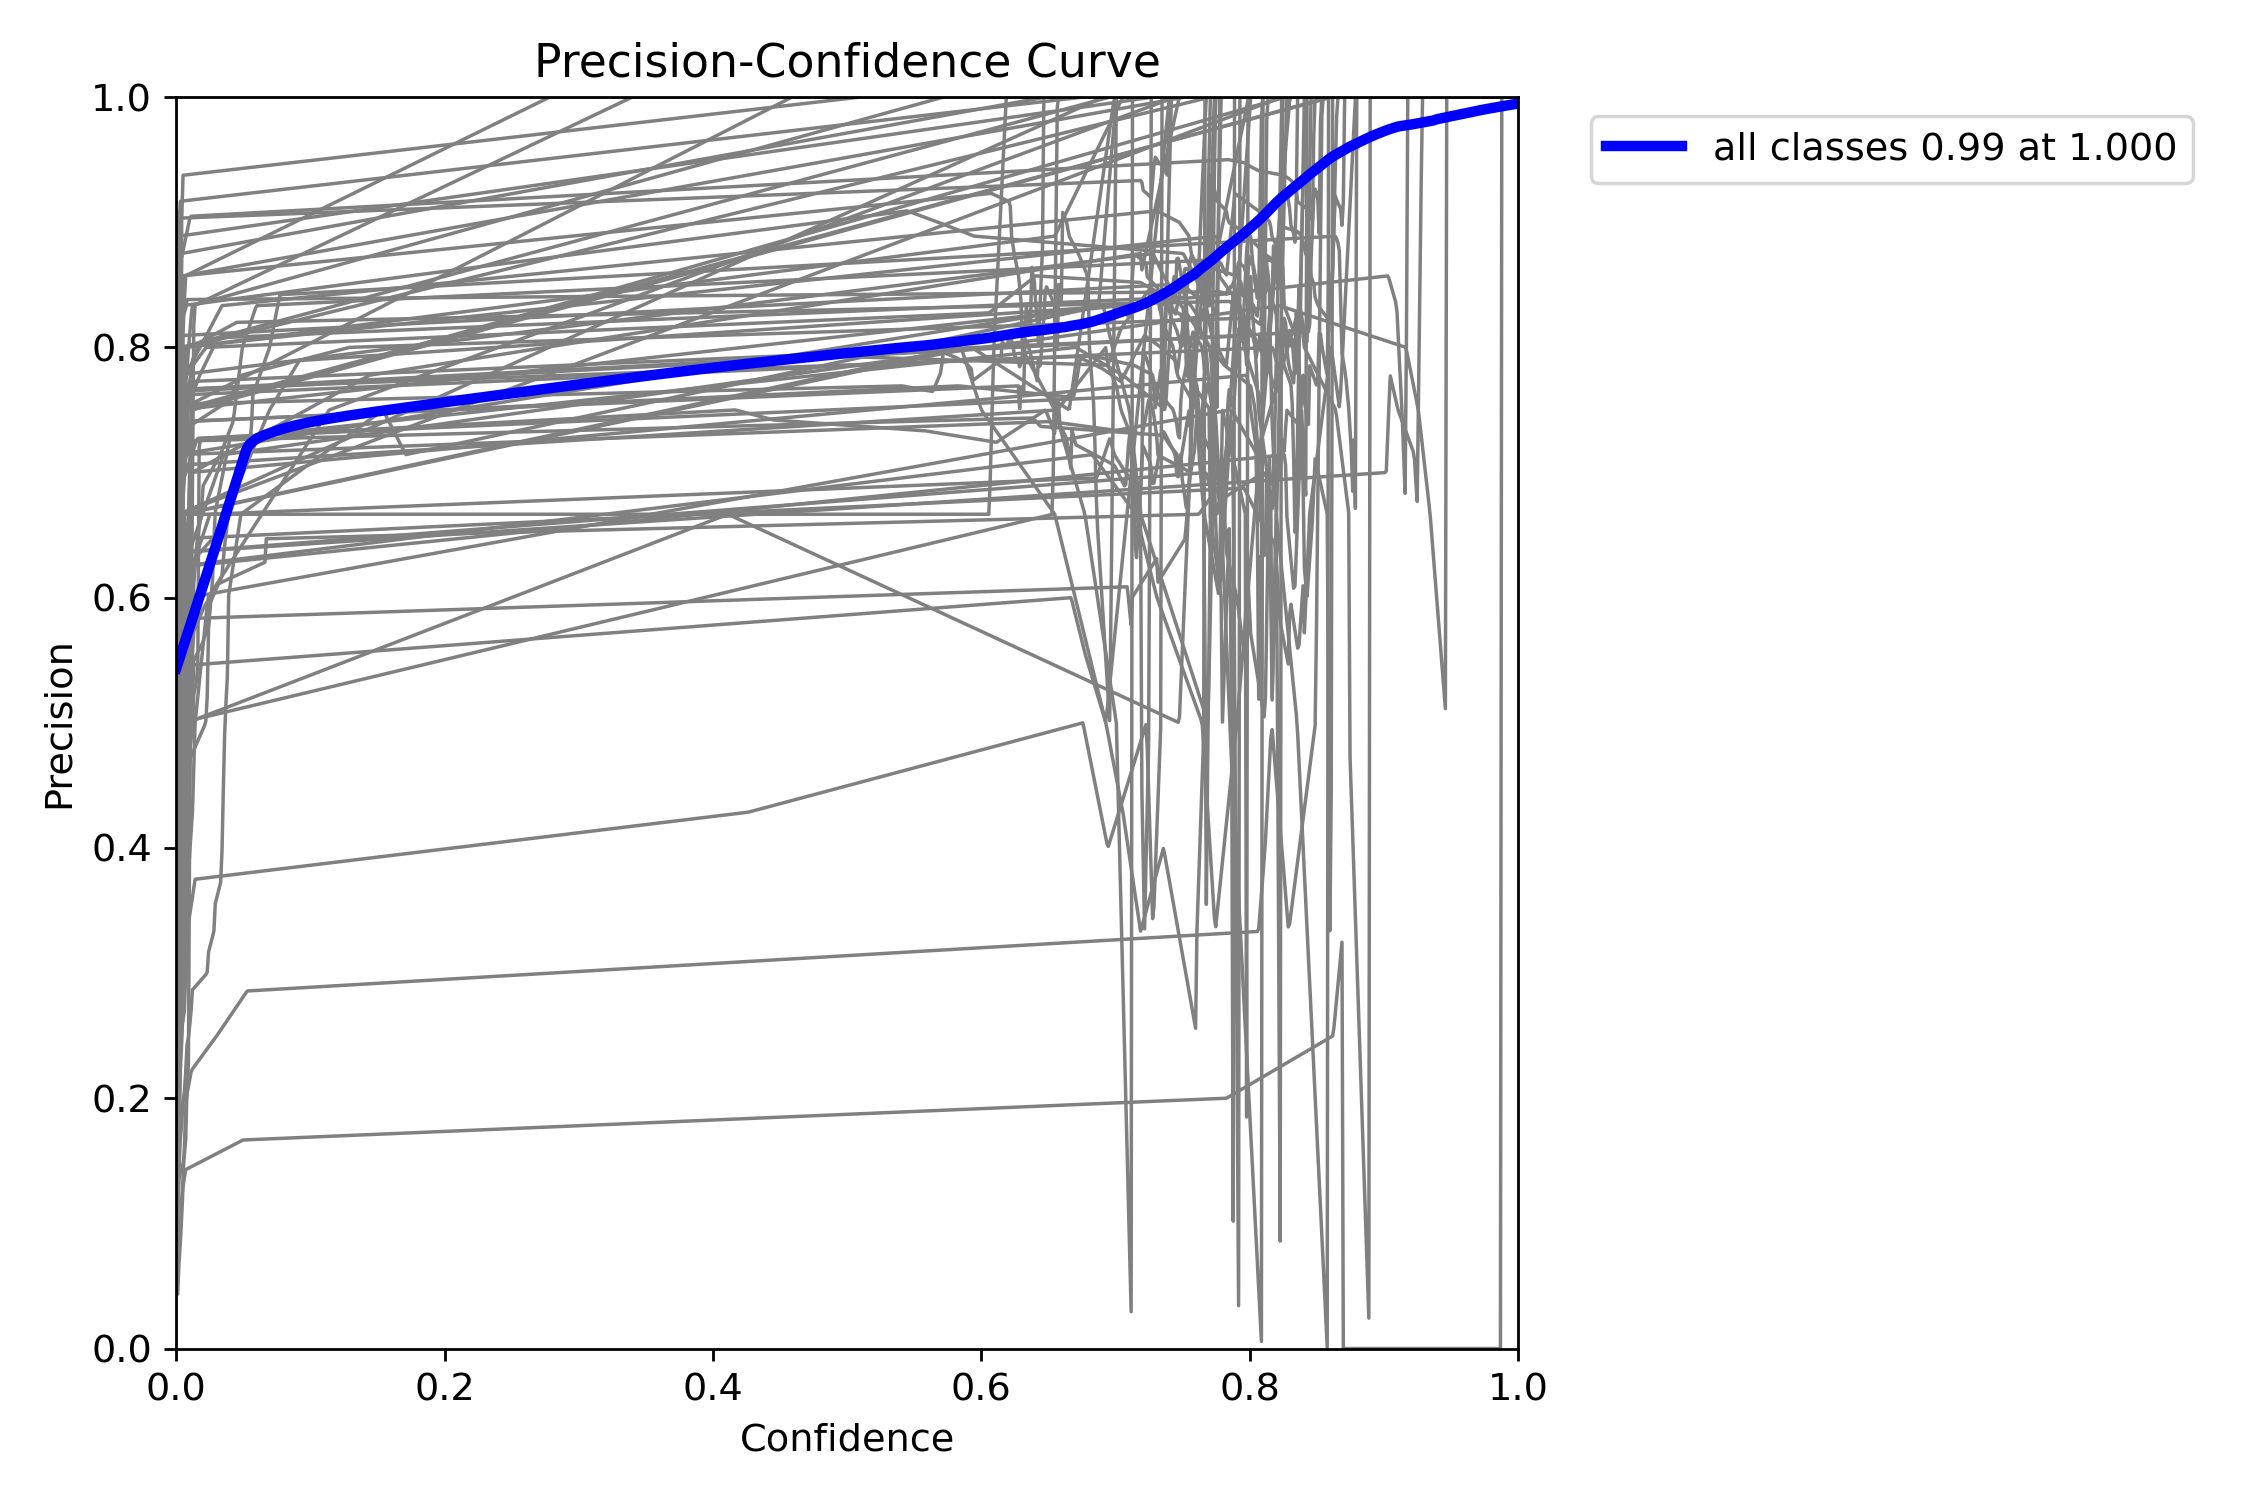 Precision-Confidence Curve
1.0
0.8
0.6
0.4
0.2
0.0
Precision
0.0 0.2 0.4 0.6 0.8 1.0
Confidence
all classes 0.99 at 1.000